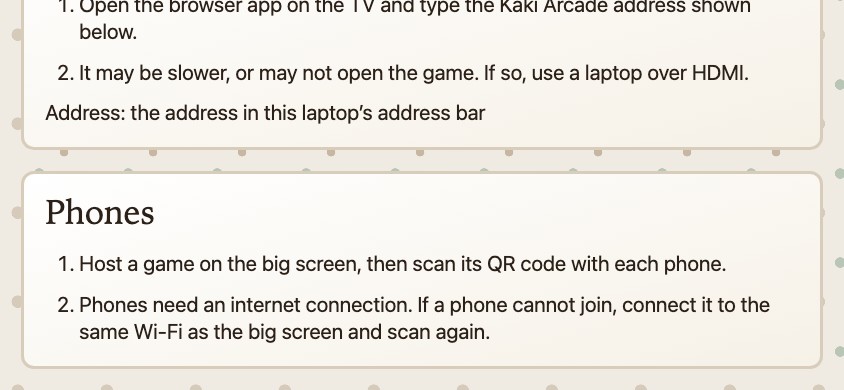 1. Open the browser app on the TV and type the Kaki Arcade address shown
below.
2. It may be slower, or may not open the game. If so, use a laptop over HDMI.
Address: the address in this laptop’s address bar
Phones
1. Host a game on the big screen, then scan its QR code with each phone.
2. Phones need an internet connection. If a phone cannot join, connect it to the
same Wi-Fi as the big screen and scan again.